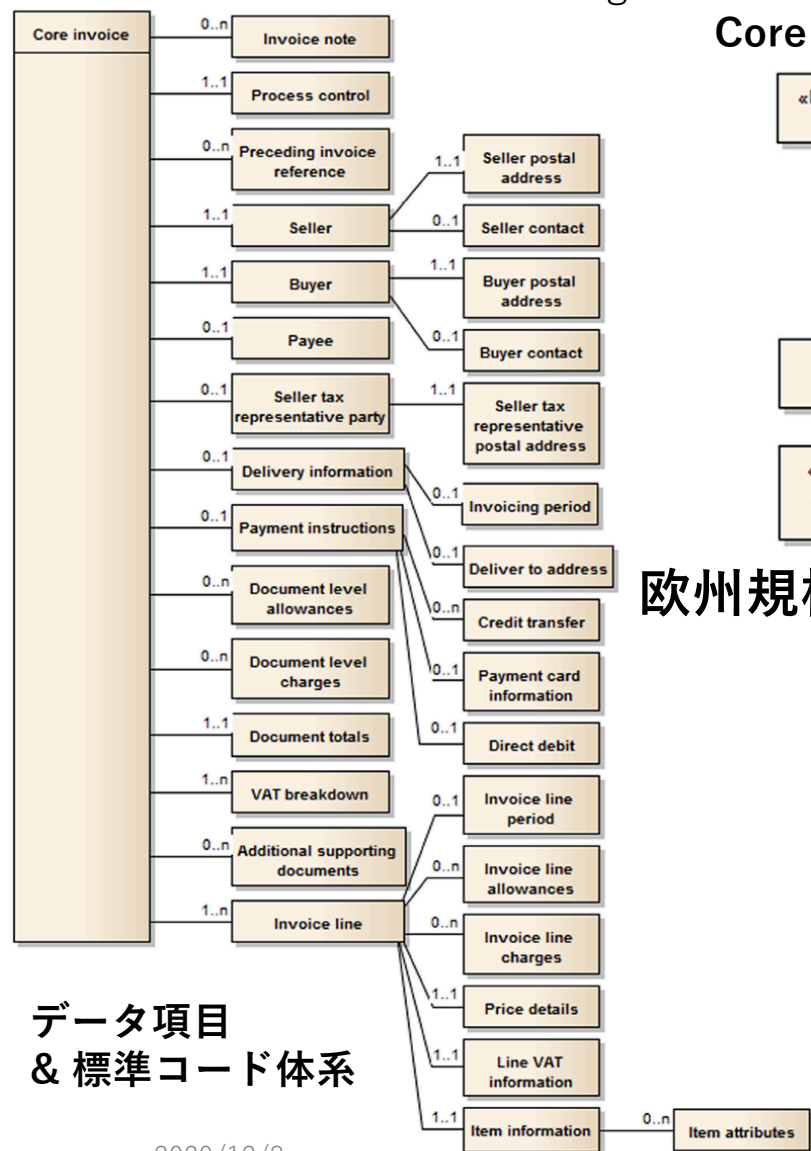 Core
Core invoice
0..n
Invoice note
1..1
Process control
0..n
Preceding invoice
reference
1..1
Seller
1..1
Seller postal
address
0..1
Seller contact
1..1
Buyer
1..1
Buyer postal
address
0..1
Buyer contact
0..1
Payee
0..1
Seller tax
representative party
1..1
Seller tax
representative
postal address
0..1
Delivery information
0..1
Invoicing period
0..1
Deliver to address
0..1
Payment instructions
0..n
Credit transfer
0..1
Payment card
information
0..1
Direct debit
0..n
Document level
allowances
0..n
Document level
charges
1..1
Document totals
1..n
VAT breakdown
0..n
Additional supporting
documents
1..n
Invoice line
0..1
Invoice line
period
0..n
Invoice line
allowances
0..n
Invoice line
charges
1..1
Price details
1..1
Line VAT
information
1..1
Item information
0..n
Item attributes
欧州規
データ項目
& 標準コード体系